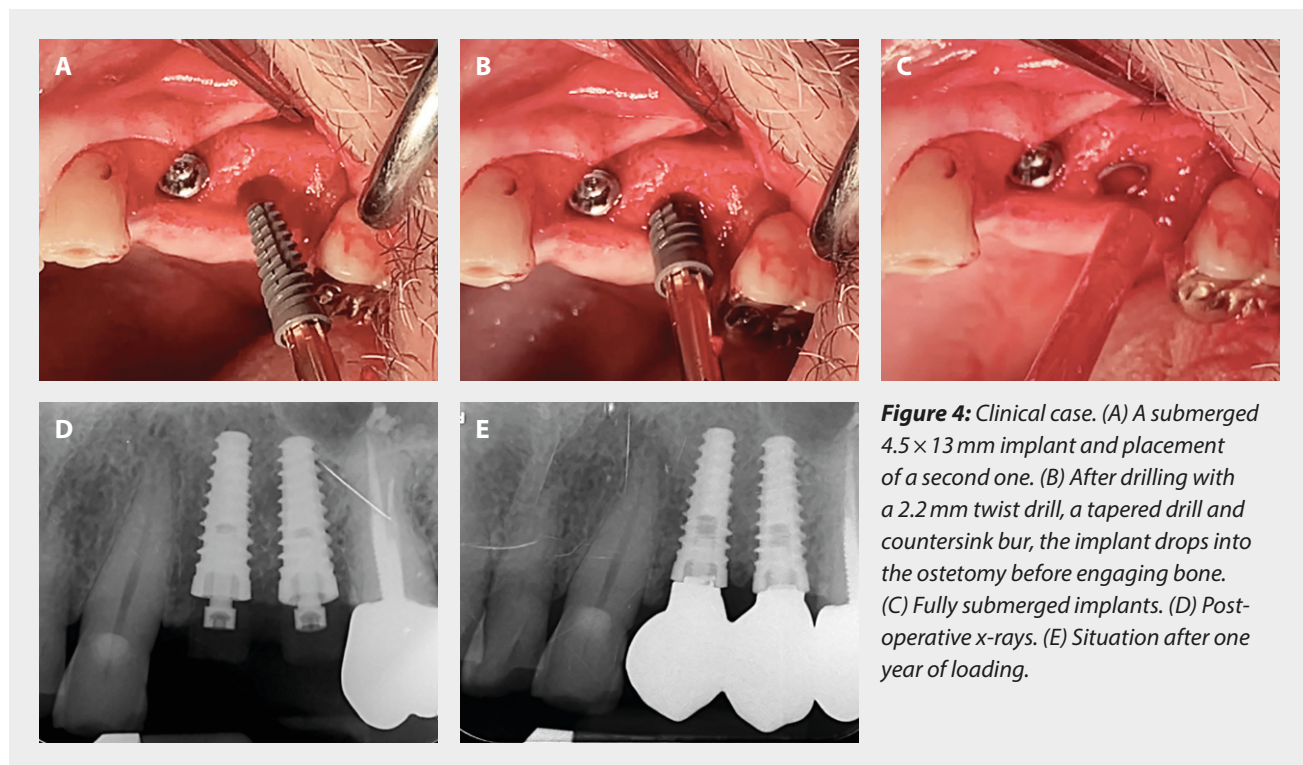 A
B
C
D
E
Figure 4: Clinical case. (A) A submerged
4.5 × 13 mm implant and placement
of a second one. (B) After drilling with
a 2.2 mm twist drill, a tapered drill and
countersink bur, the implant drops into
the ostetomy before engaging bone.
(C) Fully submerged implants. (D) Post-
operative x-rays. (E) Situation after one
year of loading.